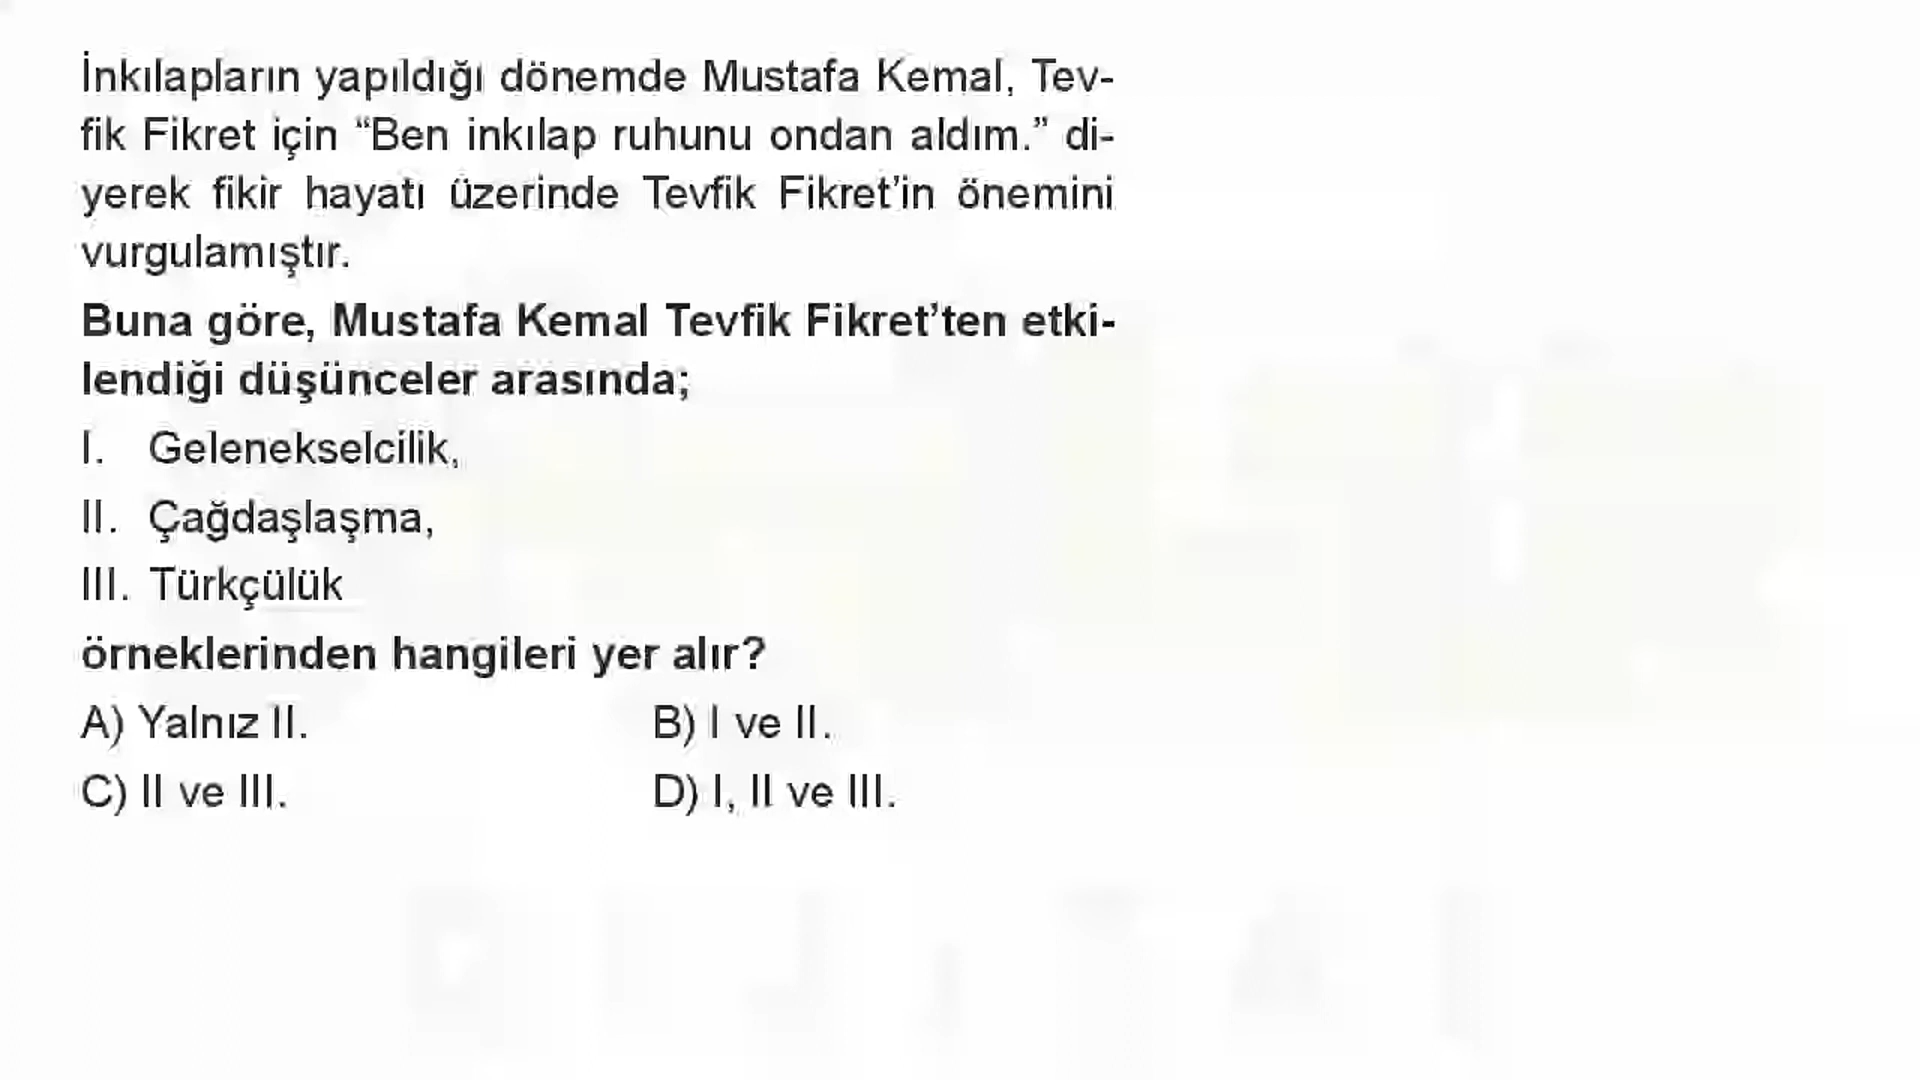 İnkılapların yapıldığı dönemde Mustafa Kemal, Tev-
fik Fikret için “Ben inkılap ruhunu ondan aldım.” di-
yerek fikir hayatı üzerinde Tevfik Fikret’in önemini
vurgulamıştır.
Buna göre, Mustafa Kemal Tevfik Fikret’ten etki-
lendiği düşünceler arasında;
I. Gelenekselcilik,
II. Çağdaşlaşma,
III. Türkçülük
örneklerinden hangileri yer alır?
A) Yalnız II. B) I ve II.
C) II ve III. D) I, II ve III.